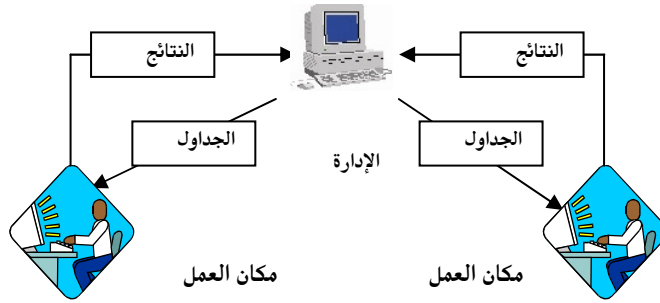 النتائج
النتائج
الجداول
الجداول
الإدارة
مكان العمل
مكان العمل